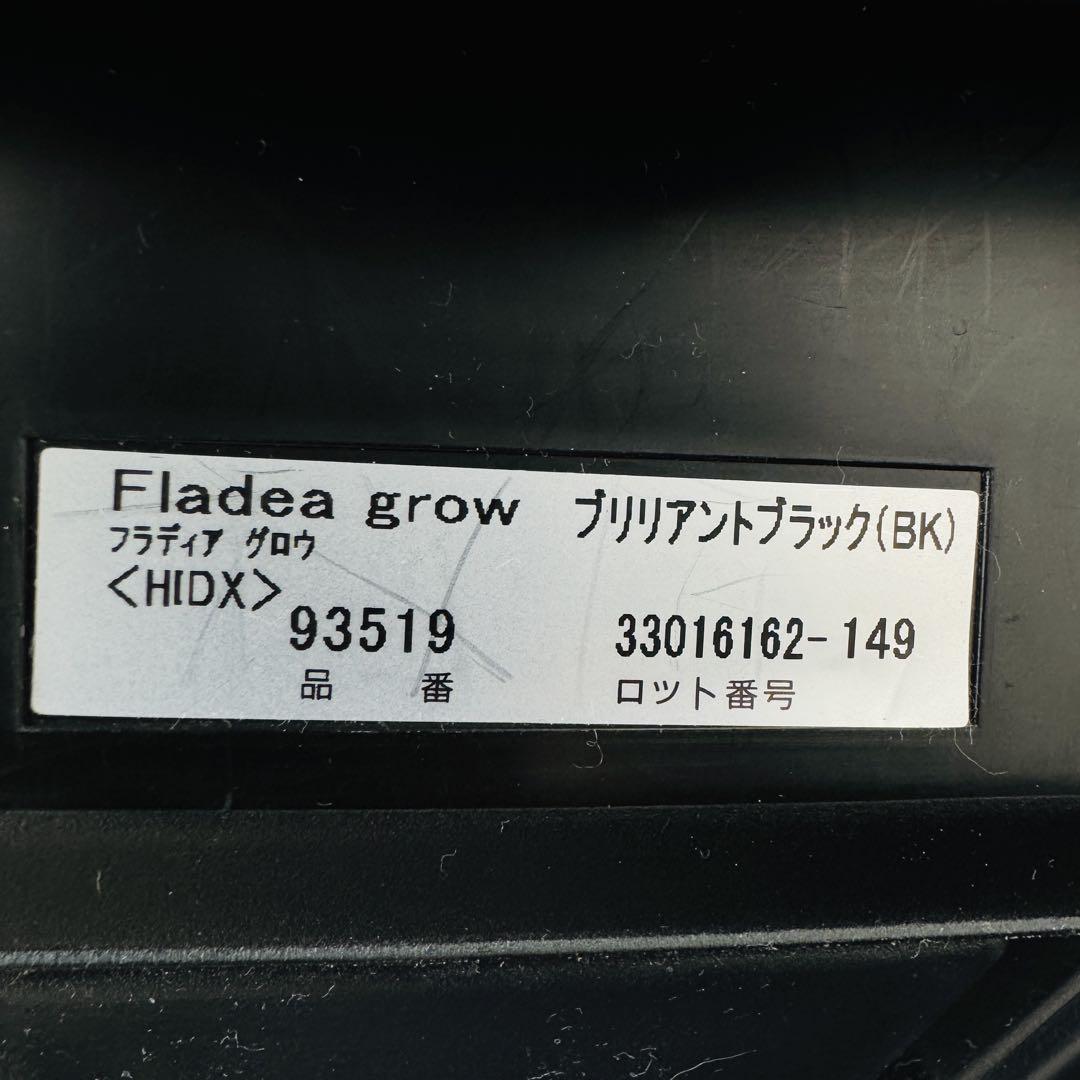 Fladea grow ブリリアントブラック(BK)
フラディア グロウ
<HIDX>
93519 33016162-149
品番 ロット番号